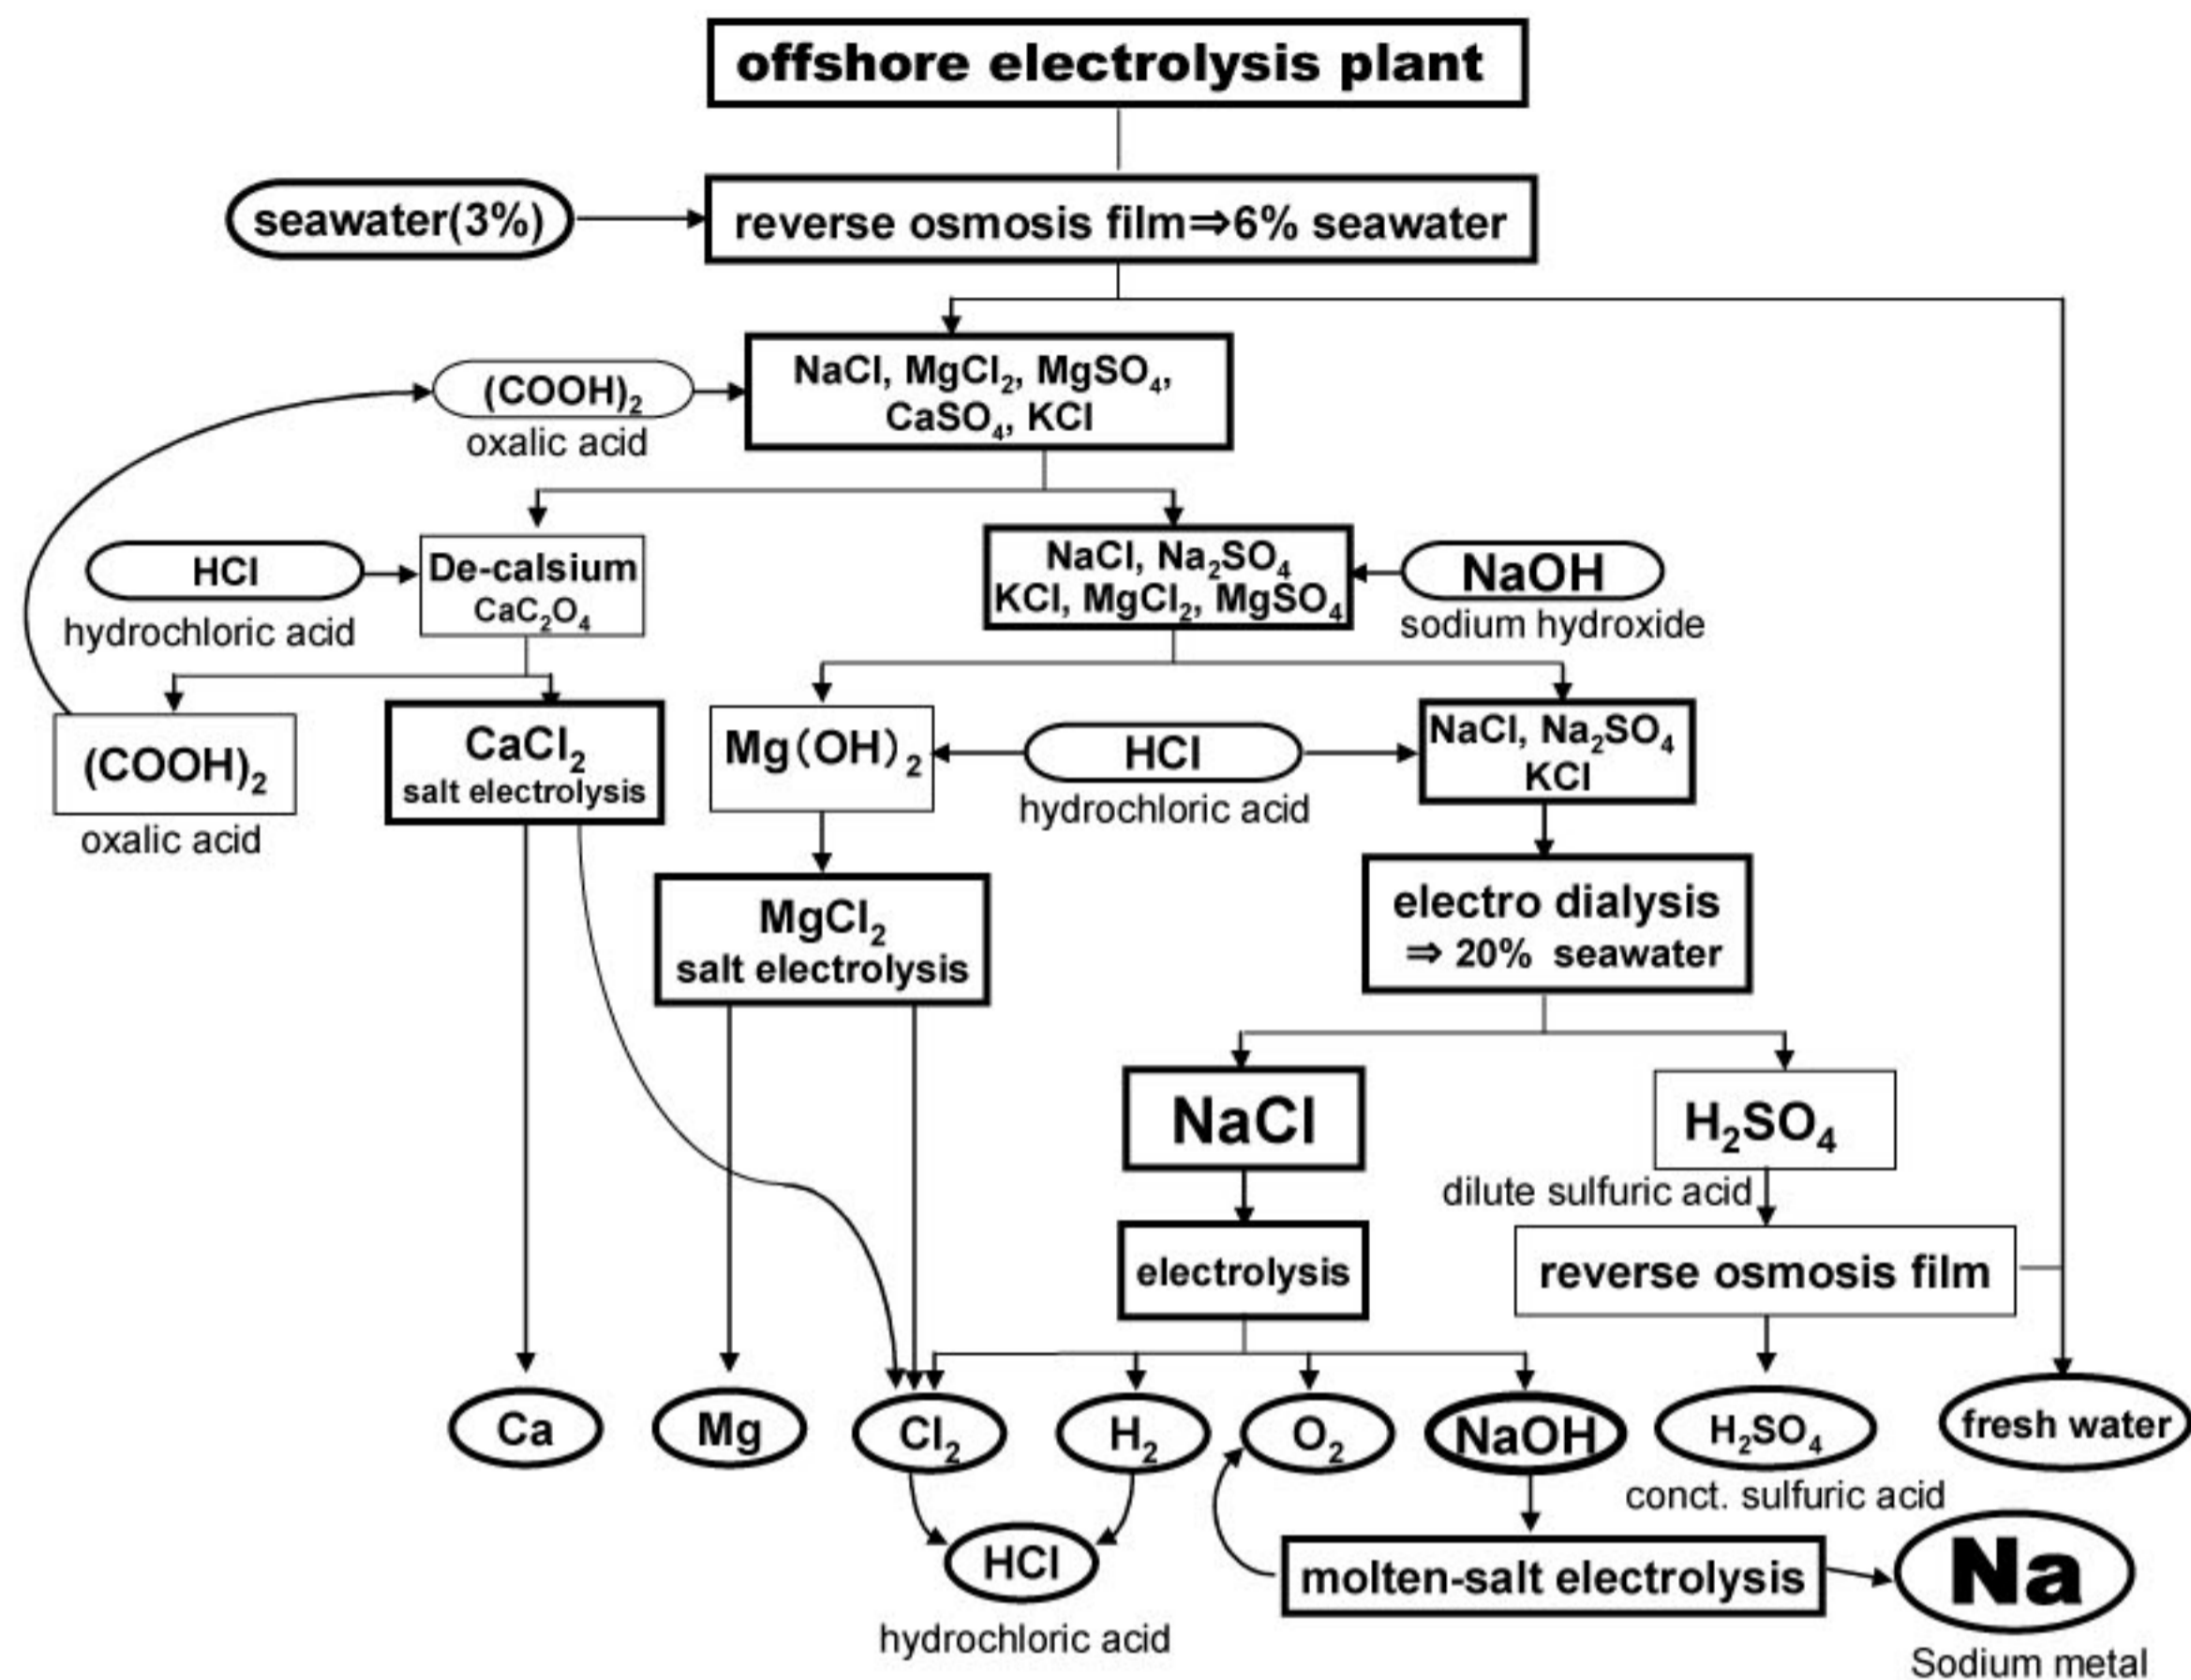 offshore electrolysis plant
seawater(3%)
reverse osmosis film⇒6% seawater
(COOH)₂
oxalic acid
NaCl, MgCl₂, MgSO₄,
CaSO₄, KCl
HCl
hydrochloric acid
De-calsium
CaC₂O₄
NaCl, Na₂SO₄
KCl, MgCl₂, MgSO₄
NaOH
sodium hydroxide
(COOH)₂
oxalic acid
CaCl₂
salt electrolysis
Mg(OH)₂
HCl
hydrochloric acid
NaCl, Na₂SO₄
KCl
MgCl₂
salt electrolysis
electro dialysis
⇒ 20% seawater
NaCl
H₂SO₄
dilute sulfuric acid
electrolysis
reverse osmosis film
Ca
Mg
Cl₂
H₂
O₂
NaOH
H₂SO₄
conct. sulfuric acid
fresh water
HCl
hydrochloric acid
molten-salt electrolysis
Na
Sodium metal